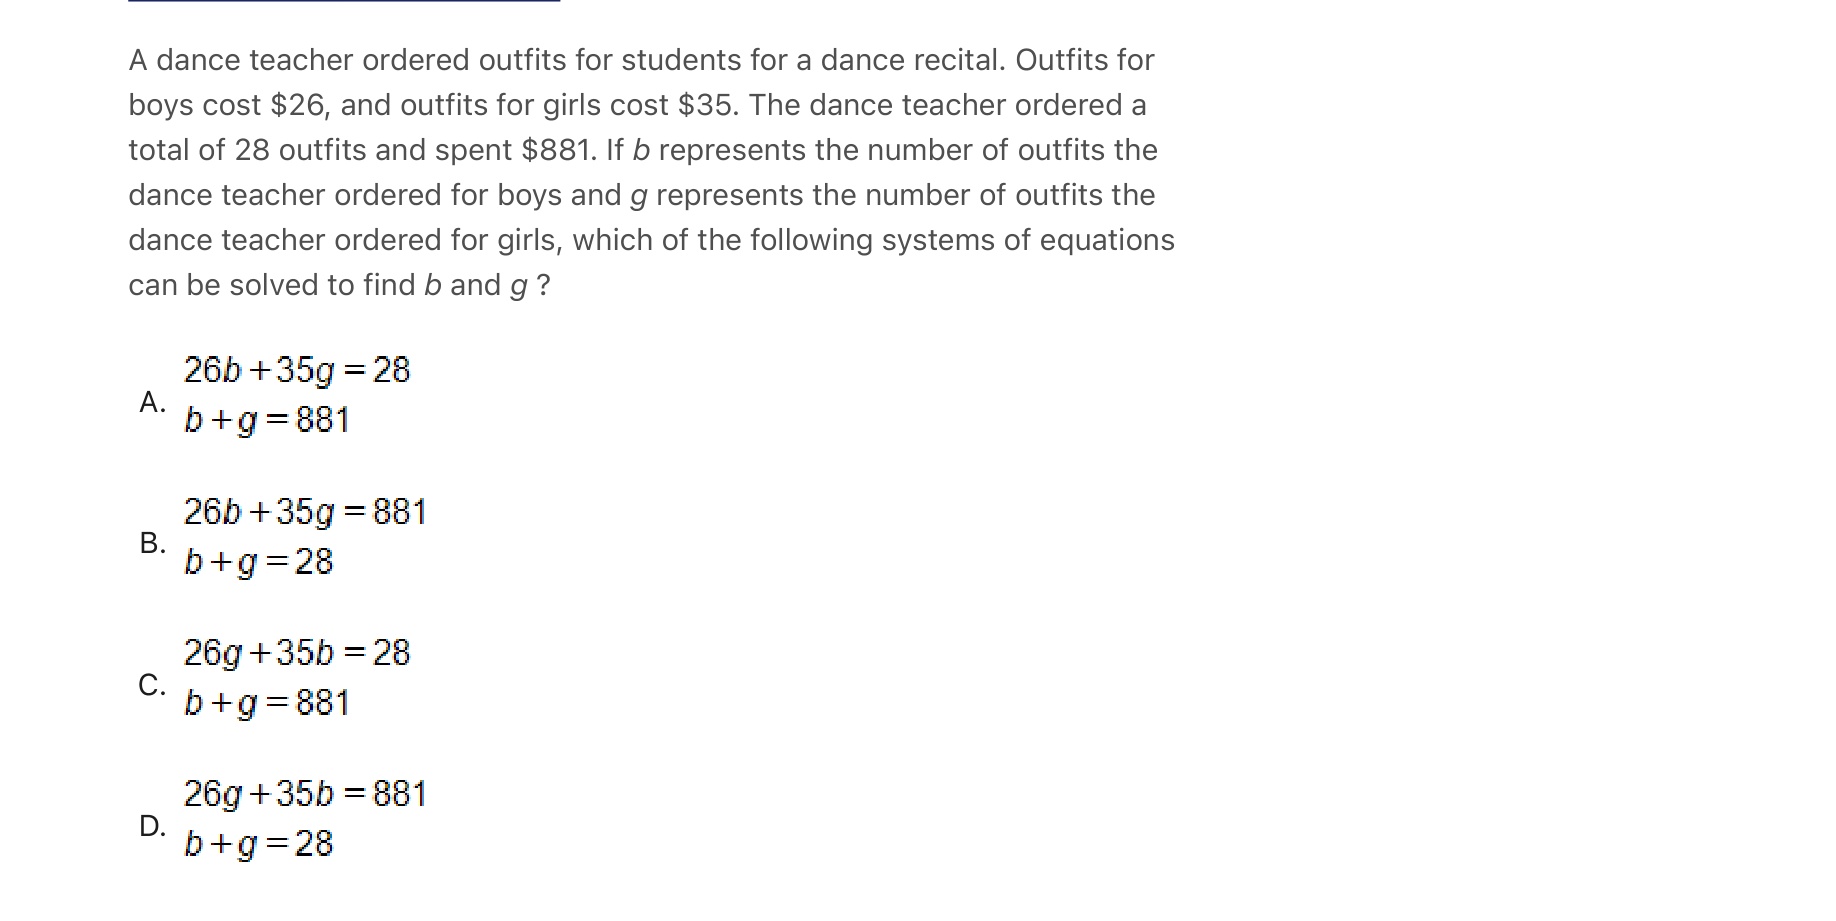 A dance teacher ordered outfits for students for a dance recital. Outfits for
boys cost $26, and outfits for girls cost $35. The dance teacher ordered a
total of 28 outfits and spent $881. If b represents the number of outfits the
dance teacher ordered for boys and g represents the number of outfits the
dance teacher ordered for girls, which of the following systems of equations
can be solved to find b and g ?
26b + 35g = 28
A.
b + g = 881
26b + 35g = 881
B.
b + g = 28
26g + 35b = 28
C.
b + g = 881
26g + 35b = 881
D.
b + g = 28